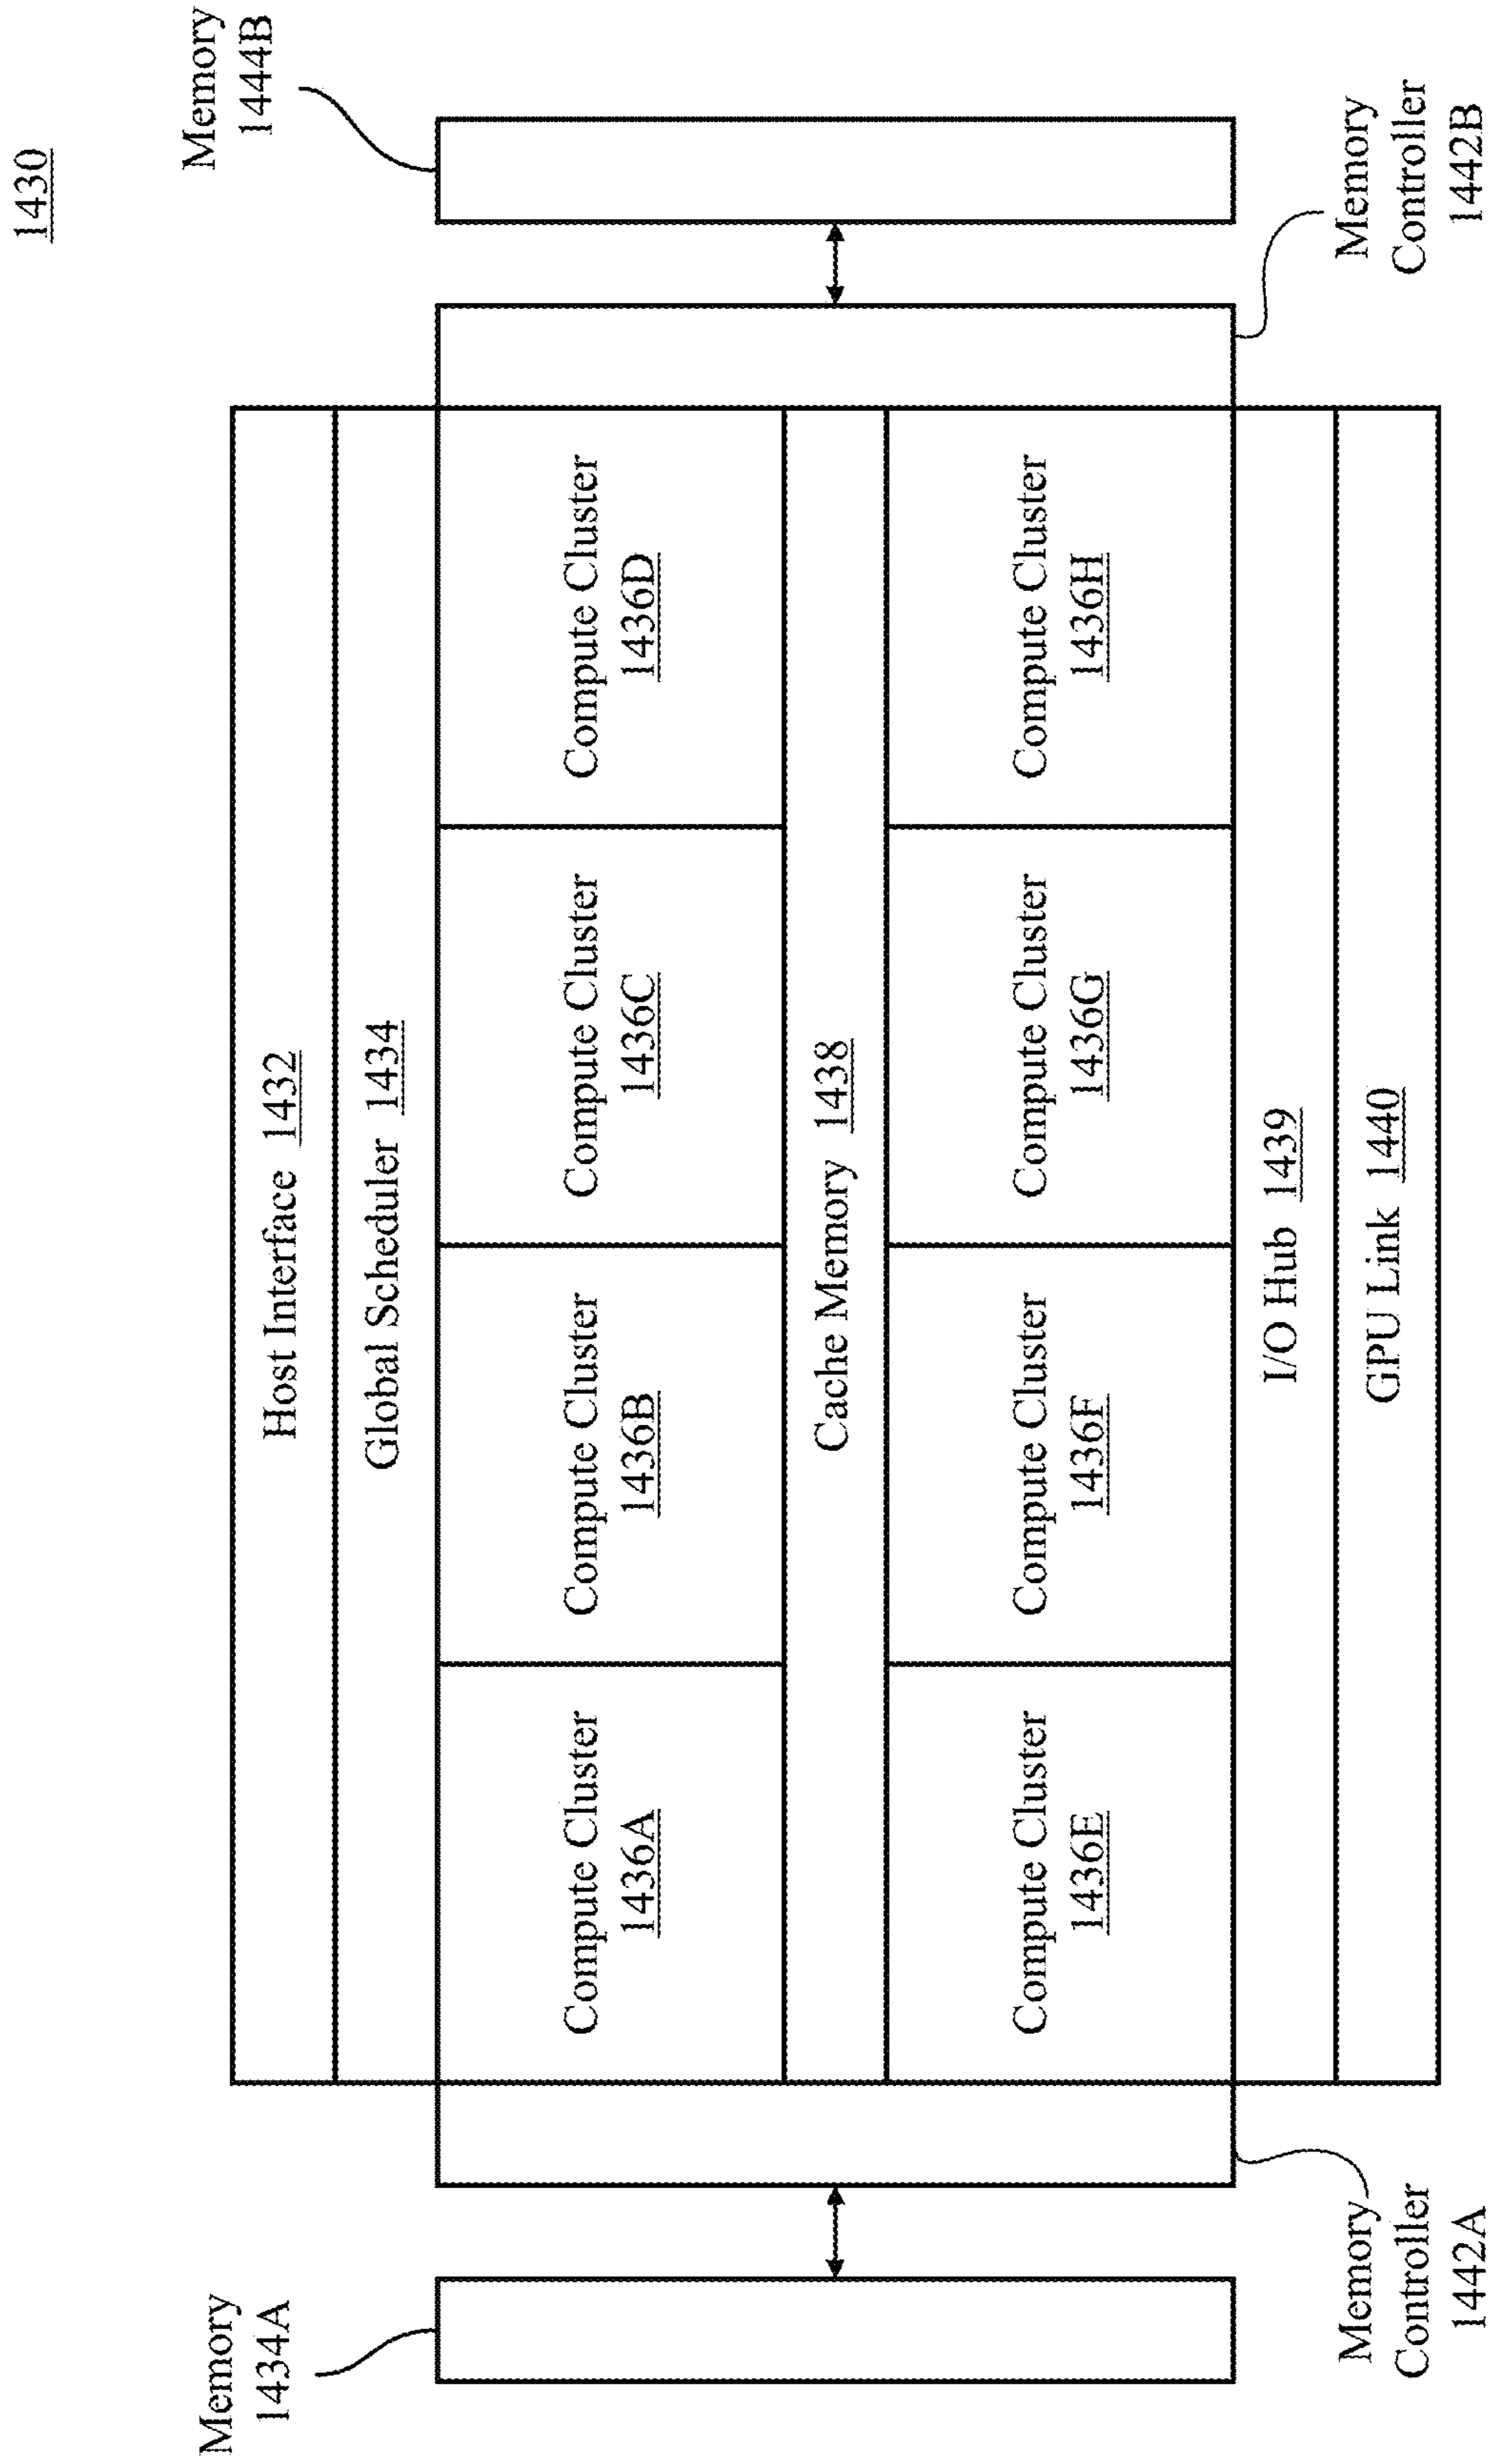 1430
Memory
1434A
Memory
1444B
Host Interface 1432
Global Scheduler 1434
Compute Cluster
1436A
Compute Cluster
1436B
Compute Cluster
1436C
Compute Cluster
1436D
Cache Memory 1438
Compute Cluster
1436E
Compute Cluster
1436F
Compute Cluster
1436G
Compute Cluster
1436H
I/O Hub 1439
GPU Link 1440
Memory
Controller
1442A
Memory
Controller
1442B